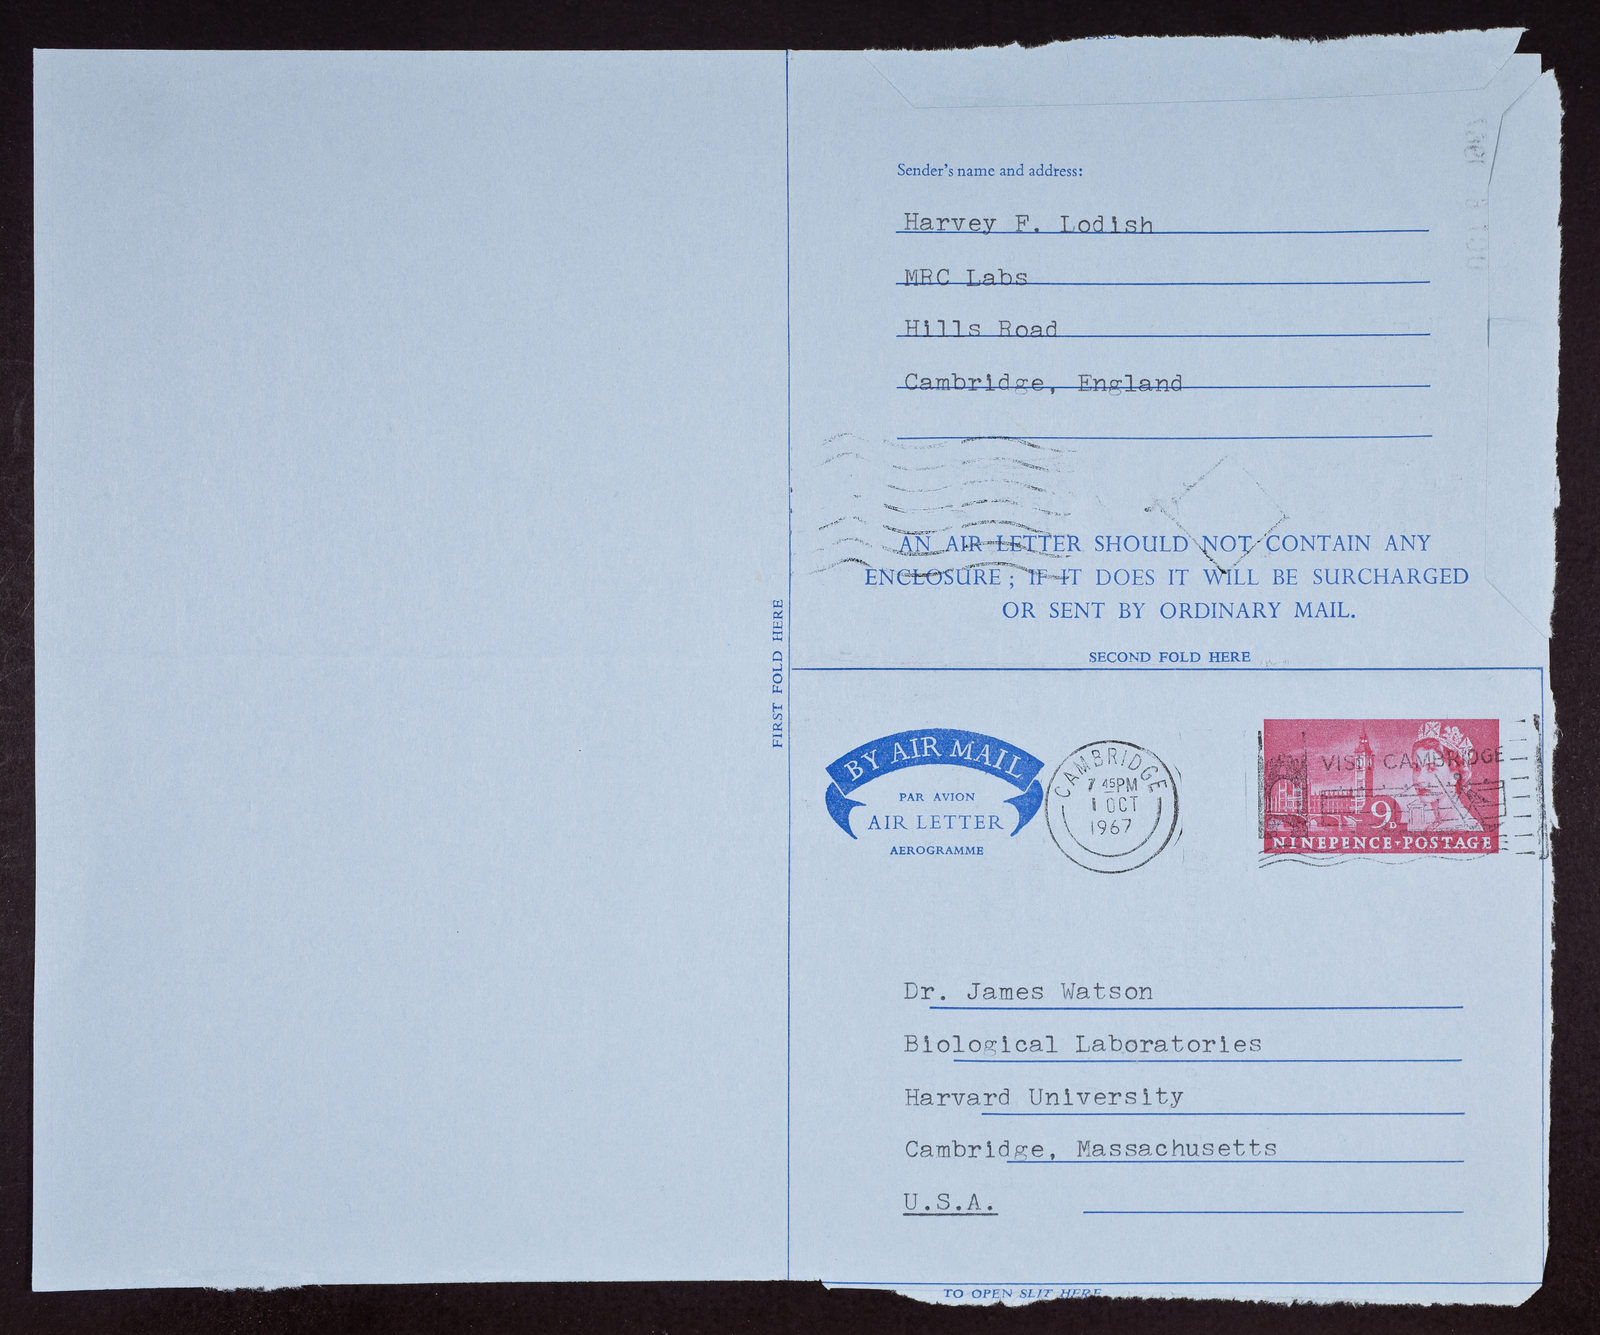 Sender's name and address:
Harvey F. Lodish
MRC Labs
Hills Road
Cambridge, England
AN AIR LETTER SHOULD NOT CONTAIN ANY
ENCLOSURE; IF IT DOES IT WILL BE SURCHARGED
OR SENT BY ORDINARY MAIL.
SECOND FOLD HERE
FIRST FOLD HERE
BY AIR MAIL
PAR AVION
AIR LETTER
AEROGRAMME
CAMBRIDGE
7 45PM
1 OCT
1967
VISIT CAMBRIDGE
9D
NINEPENCE·POSTAGE
Dr. James Watson
Biological Laboratories
Harvard University
Cambridge, Massachusetts
U.S.A.
TO OPEN SLIT HERE